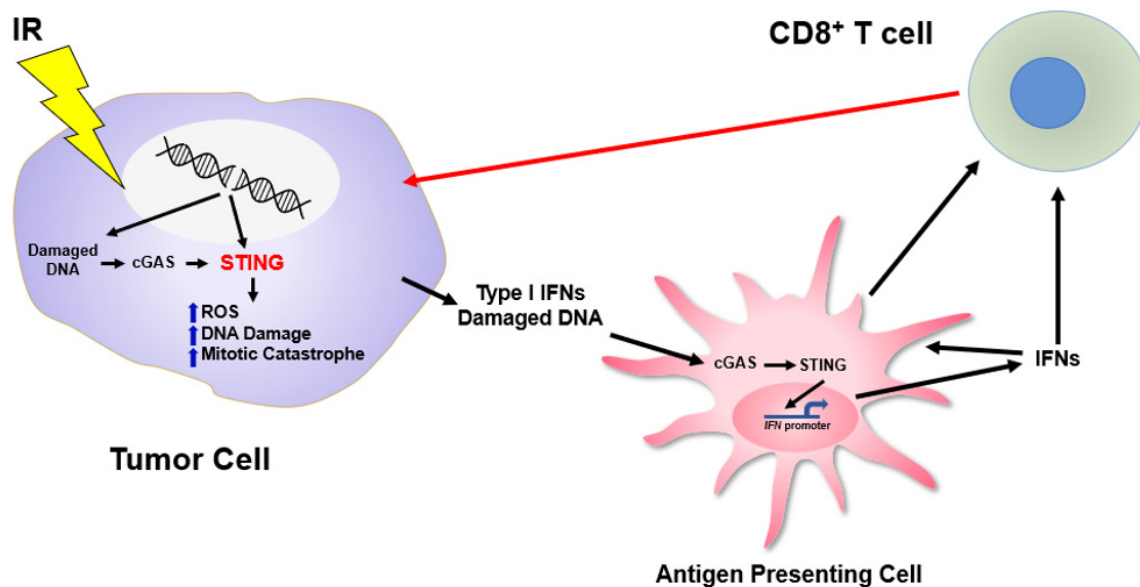 IR
CD8⁺ T cell
Damaged
DNA
cGAS
STING
ROS
DNA Damage
Mitotic Catastrophe
Type I IFNs
Damaged DNA
cGAS
STING
IFN promoter
IFNs
Tumor Cell
Antigen Presenting Cell